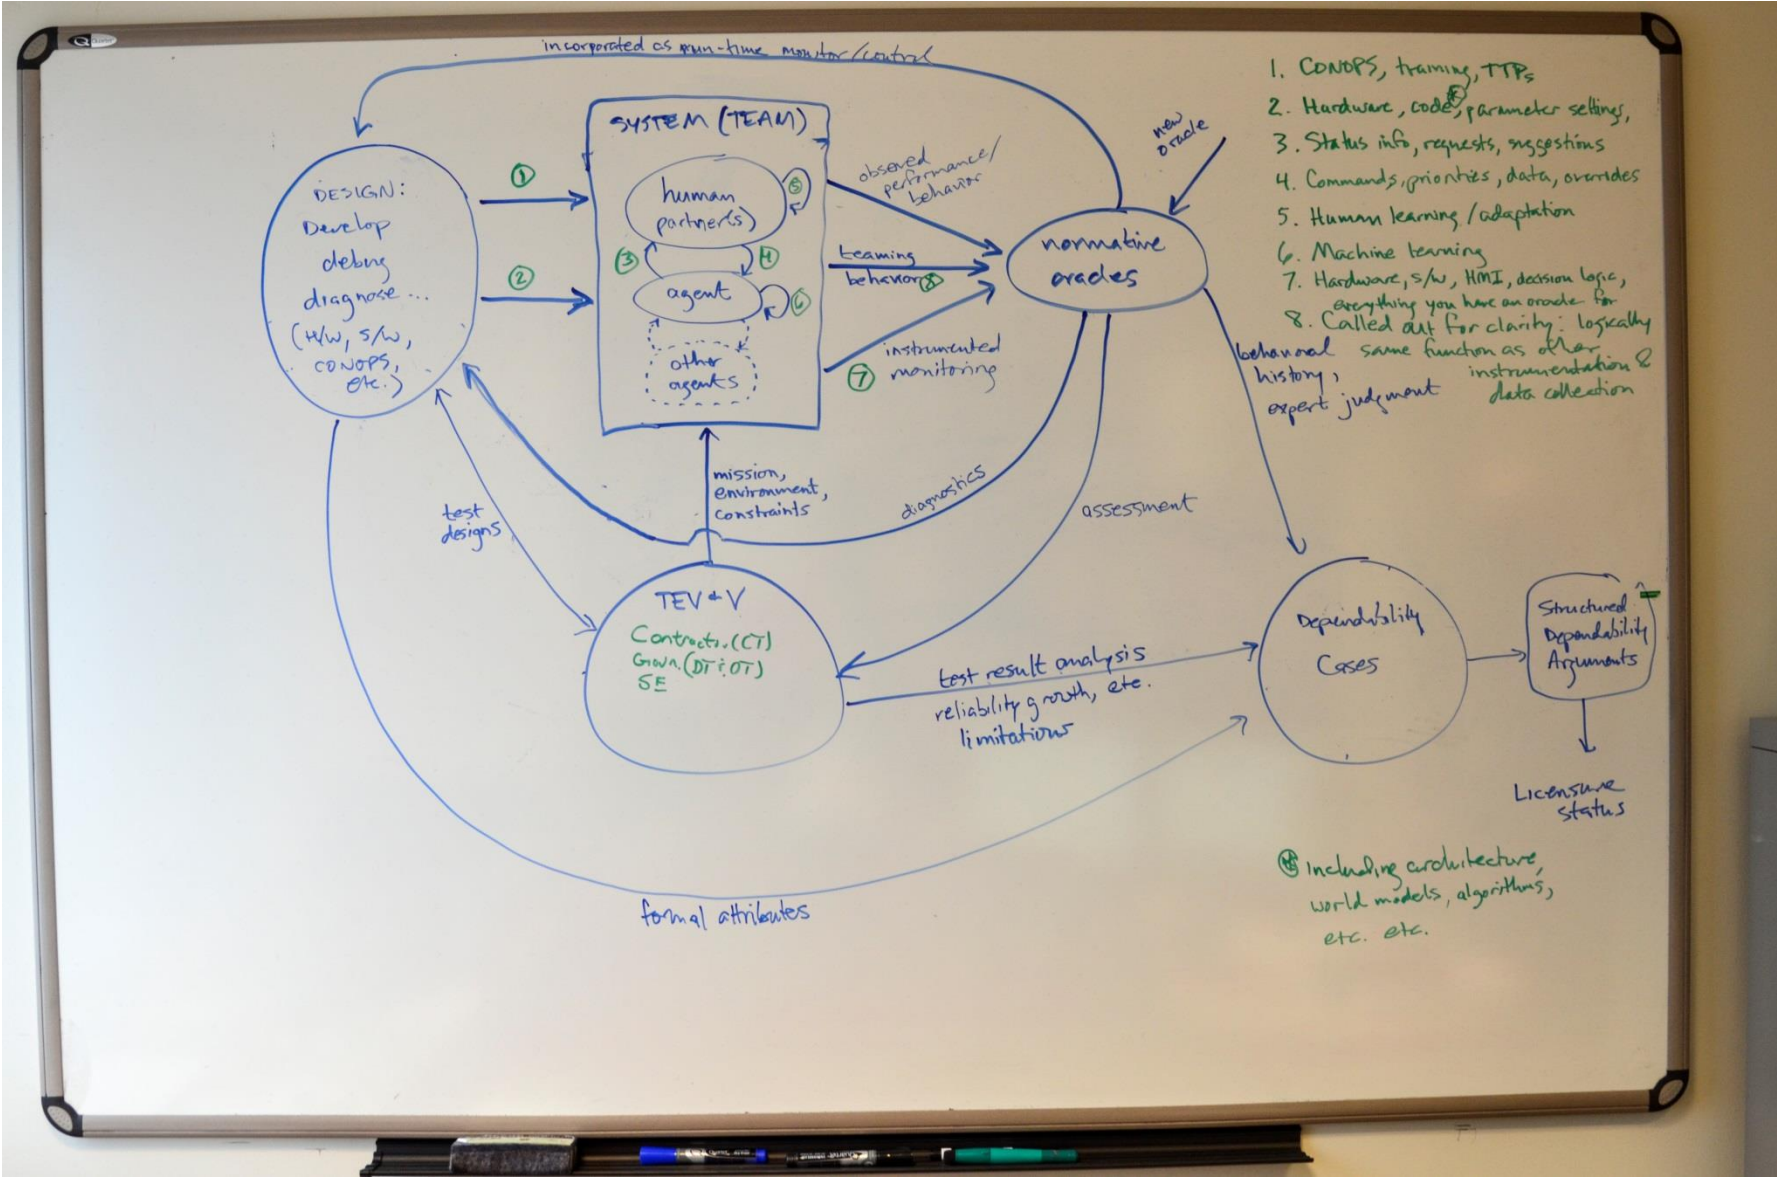 incorporated as run-time monitor/control
DESIGN:
Develop
debug
diagnose...
(H/W, S/W,
CONOPS,
etc.)
1
2
SYSTEM (TEAM)
human
partner(s)
5
3
4
agent
6
other
agents
observed
performance/
behavior
teaming
behavior 8
7
instrumented
monitoring
new
oracle
normative
oracles
1. CONOPS, training, TTPs
2. Hardware, code*, parameter settings,
3. Status info, requests, suggestions
4. Commands, priorities, data, overrides
5. Human learning/adaptation
6. Machine learning
7. Hardware, s/w, HMI, decision logic,
everything you have an oracle for
8. Called out for clarity: logically
same function as other
instrumentation &
data collection
behavioral
history,
expert judgment
test
designs
mission,
environment,
constraints
diagnostics
assessment
TEV&V
Contracts.(CT)
Govn.(DT;OT)
SE
test result analysis
reliability growth, etc.
limitations
Dependability
Cases
Structured
Dependability
Arguments
Licensure
status
formal attributes
* including architecture,
world models, algorithms,
etc. etc.